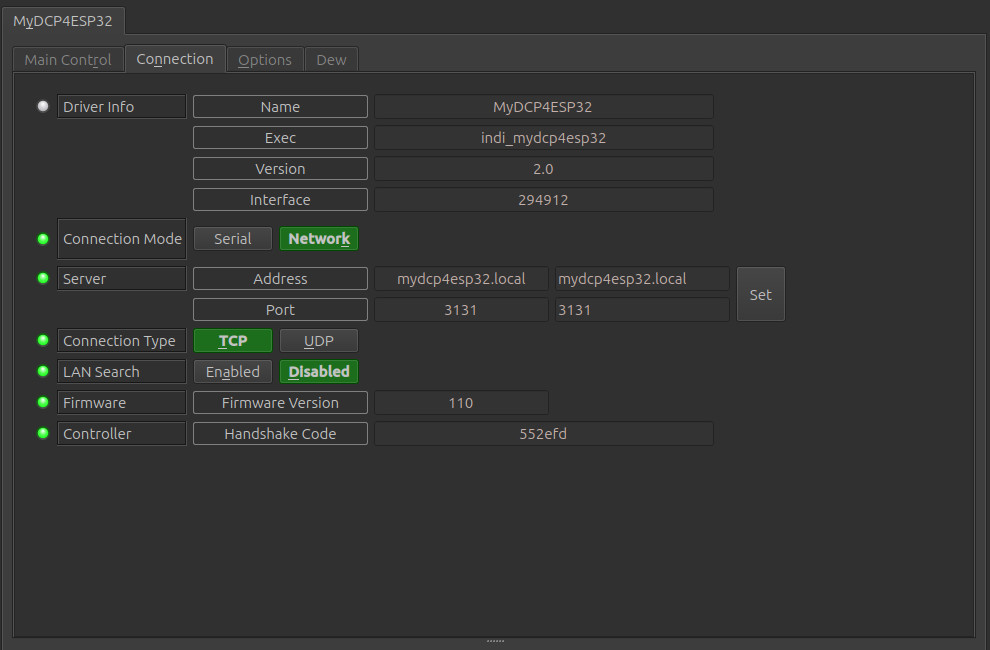 MyDCP4ESP32
Main Control Connection Options Dew
Driver Info Name MyDCP4ESP32
Exec indi_mydcp4esp32
Version 2.0
Interface 294912
Connection Mode Serial Network
Server Address mydcp4esp32.local mydcp4esp32.local
Set
Port 3131 3131
Connection Type TCP UDP
LAN Search Enabled Disabled
Firmware Firmware Version 110
Controller Handshake Code 552efd